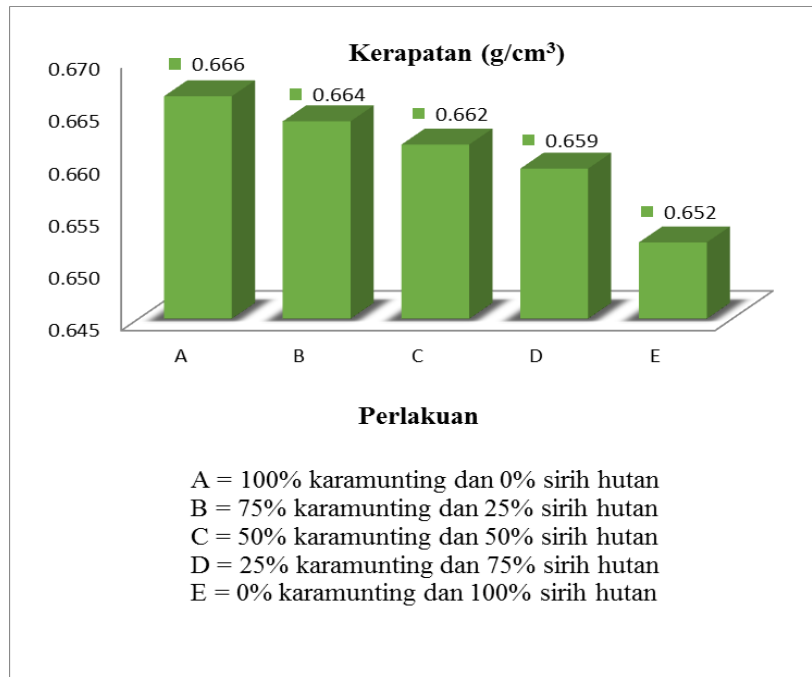 Kerapatan (g/cm³)
0.670
0.665
0.660
0.655
0.650
0.645
0.666
0.664
0.662
0.659
0.652
A B C D E
Perlakuan
A = 100% karamunting dan 0% sirih hutan
B = 75% karamunting dan 25% sirih hutan
C = 50% karamunting dan 50% sirih hutan
D = 25% karamunting dan 75% sirih hutan
E = 0% karamunting dan 100% sirih hutan